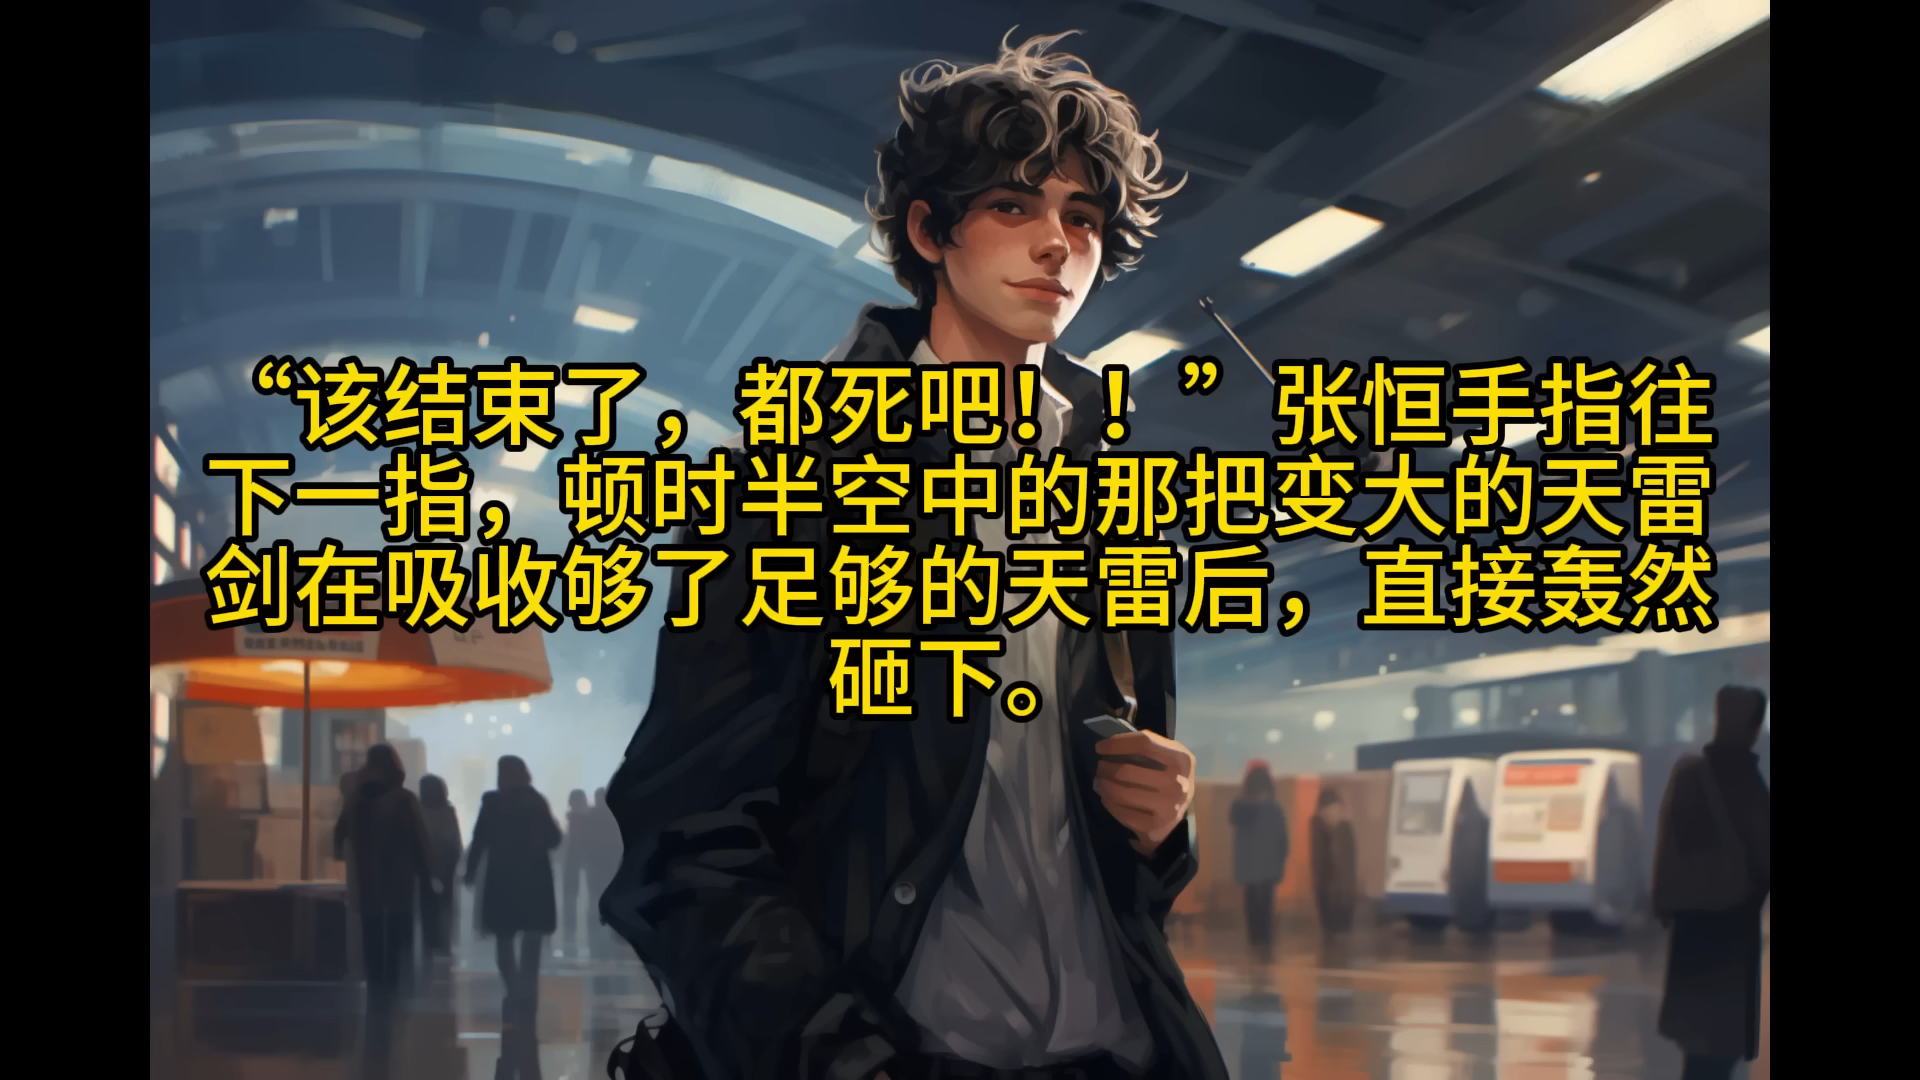 “该结束了，都死吧！！”张恒手指往
下一指，顿时半空中的那把变大的天雷
剑在吸收够了足够的天雷后，直接轰然
砸下。